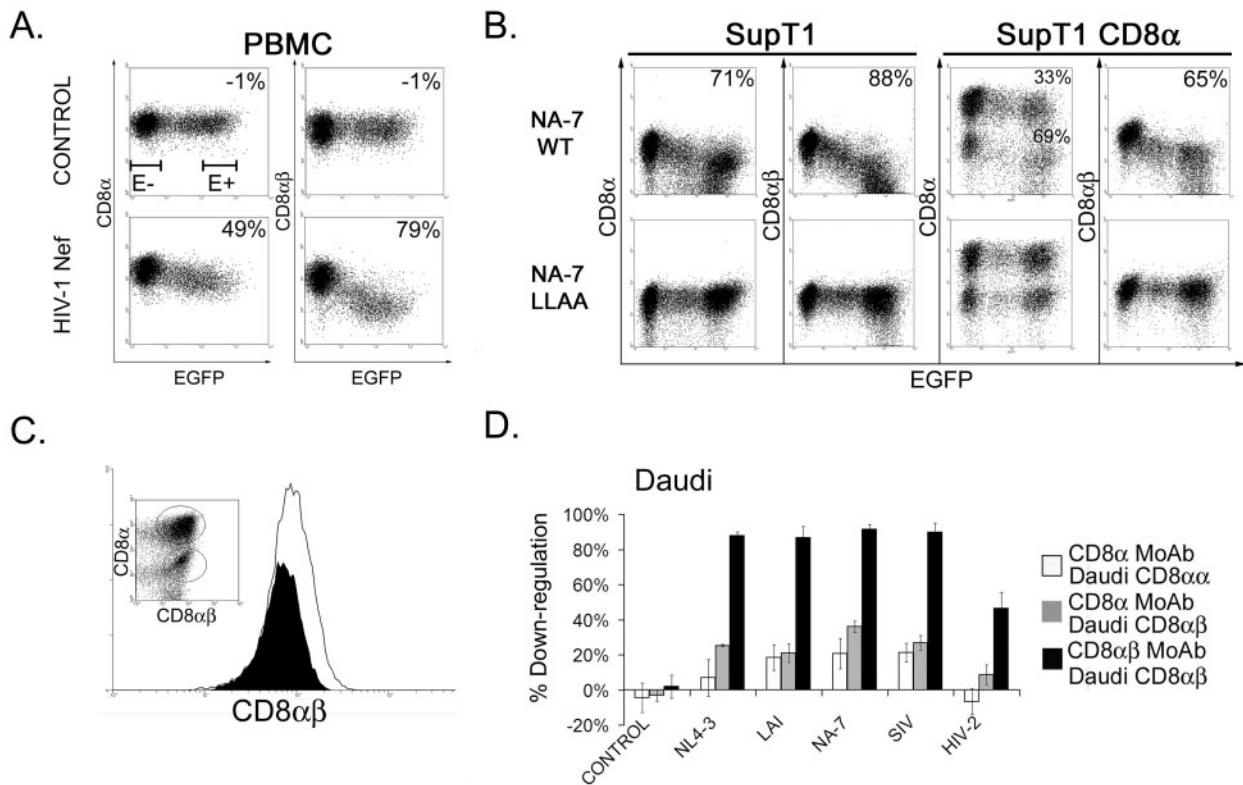 A.
PBMC
CONTROL
HIV-1 Nef
-1%
-1%
E-
E+
CD8α
CD8αβ
49%
79%
EGFP
EGFP
B.
SupT1
SupT1 CD8α
NA-7
WT
NA-7
LLAA
71%
88%
33%
69%
65%
CD8α
CD8αβ
CD8α
CD8αβ
EGFP
C.
CD8α
CD8αβ
CD8αβ
D.
Daudi
% Down-regulation
100%
80%
60%
40%
20%
0%
-20%
CONTROL
NL4-3
LAI
NA-7
SIV
HIV-2
CD8α MoAb
Daudi CD8αα
CD8α MoAb
Daudi CD8αβ
CD8αβ MoAb
Daudi CD8αβ